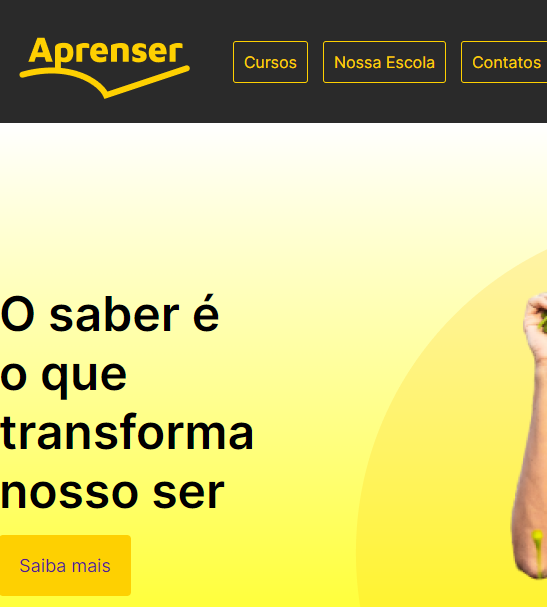 Aprenser
Cursos
Nossa Escola
Contatos
O saber é
o que
transforma
nosso ser
Saiba mais